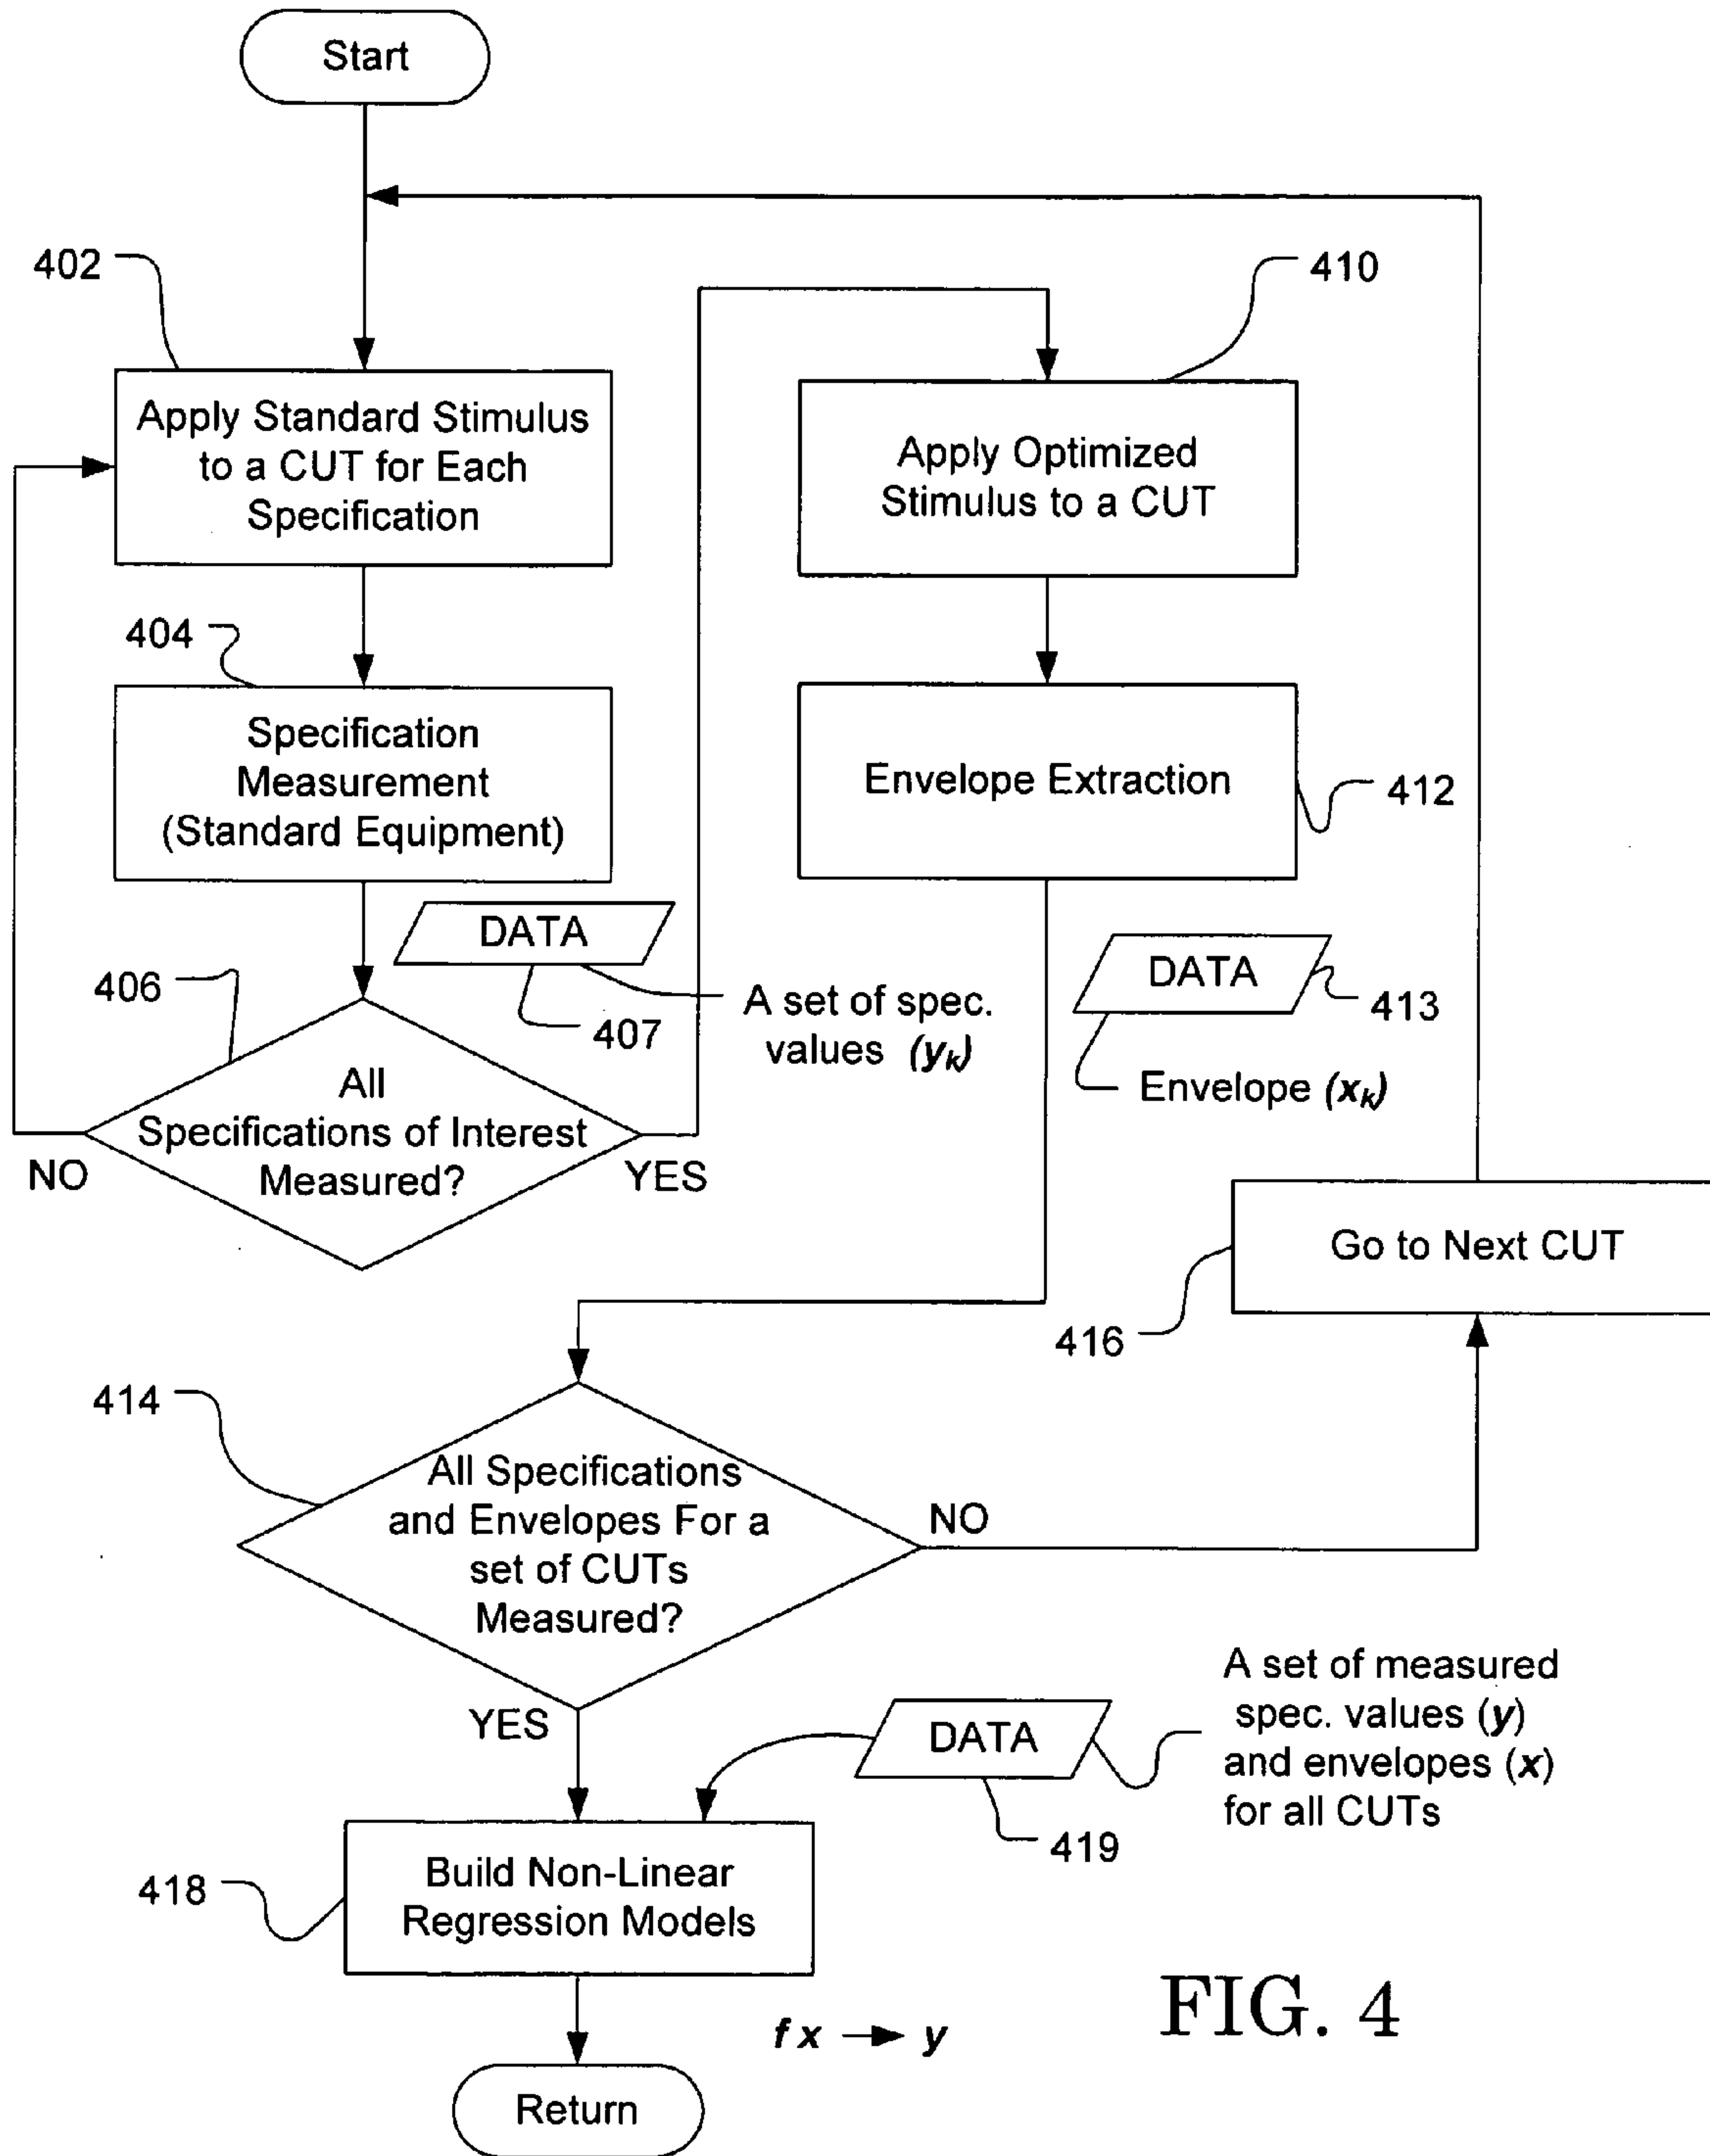 Start
402
Apply Standard Stimulus
to a CUT for Each
Specification
404
Specification
Measurement
(Standard Equipment)
DATA
407
A set of spec.
values (yk)
406
All
Specifications of Interest
Measured?
NO
YES
410
Apply Optimized
Stimulus to a CUT
Envelope Extraction
412
DATA
413
Envelope (xk)
Go to Next CUT
416
414
All Specifications
and Envelopes For a
set of CUTs
Measured?
NO
YES
DATA
419
A set of measured
spec. values (y)
and envelopes (x)
for all CUTs
418
Build Non-Linear
Regression Models
f x → y
Return
FIG. 4